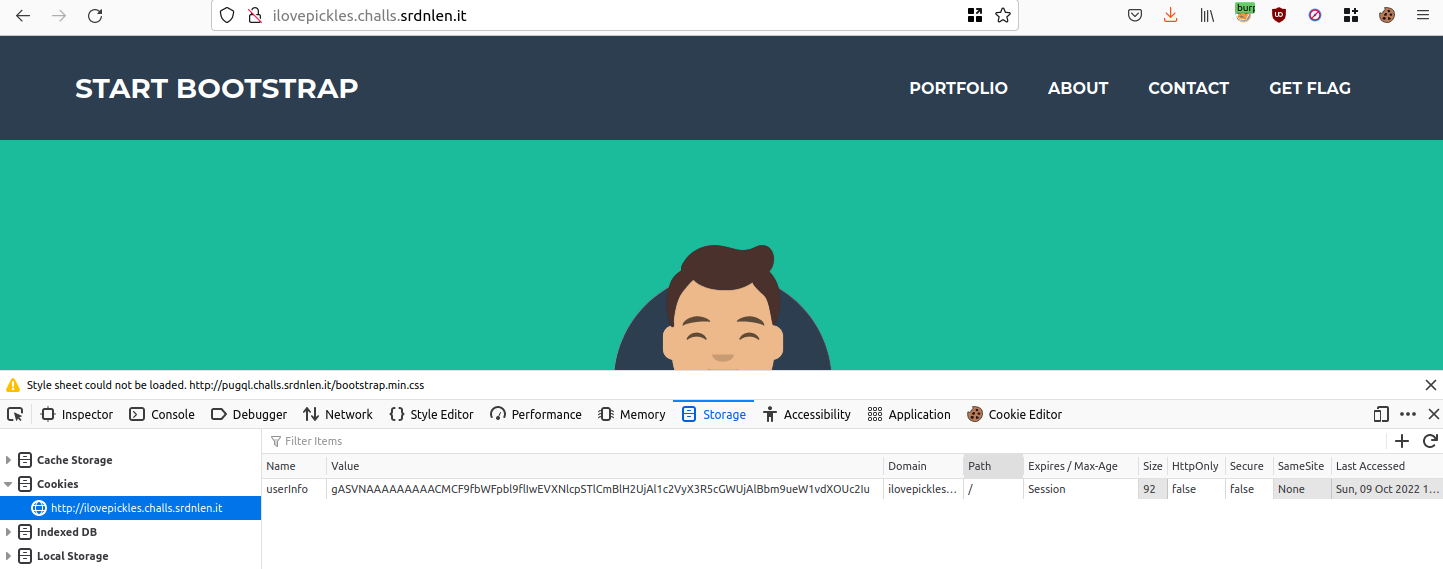 ilovepickles.challs.srdnlen.it
burp
START BOOTSTRAP PORTFOLIO ABOUT CONTACT GET FLAG
Style sheet could not be loaded. http://pugql.challs.srdnlen.it/bootstrap.min.css
Inspector Console Debugger Network Style Editor Performance Memory Storage Accessibility Application Cookie Editor
Filter Items
Cache Storage
Cookies
http://ilovepickles.challs.srdnlen.it
Indexed DB
Local Storage
Name Value Domain Path Expires / Max-Age Size HttpOnly Secure SameSite Last Accessed
userInfo gASVNAAAAAAAAACMCF9fbWFpbl9flIwEVXNlcpSTlCmBlH2UjAl1c2VyX3R5cGWUjAlBbm9ueW1vdXOUc2Iu ilovepickles... / Session 92 false false None Sun, 09 Oct 2022 1...